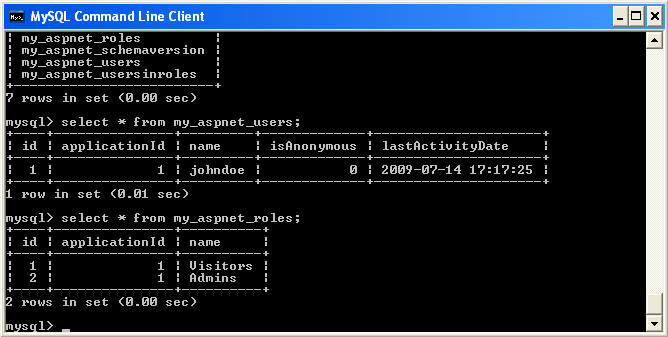 MySQL Command Line Client
| my_aspnet_roles         |
| my_aspnet_schemaversion |
| my_aspnet_users         |
| my_aspnet_usersinroles  |
+-------------------------+
7 rows in set (0.00 sec)
mysql> select * from my_aspnet_users;
+----+---------------+---------+-------------+---------------------+
| id | applicationId | name    | isAnonymous | lastActivityDate    |
+----+---------------+---------+-------------+---------------------+
|  1 |             1 | johndoe |           0 | 2009-07-14 17:17:25 |
+----+---------------+---------+-------------+---------------------+
1 row in set (0.01 sec)
mysql> select * from my_aspnet_roles;
+----+---------------+----------+
| id | applicationId | name     |
+----+---------------+----------+
|  1 |             1 | Visitors |
|  2 |             1 | Admins   |
+----+---------------+----------+
2 rows in set (0.00 sec)
mysql> _